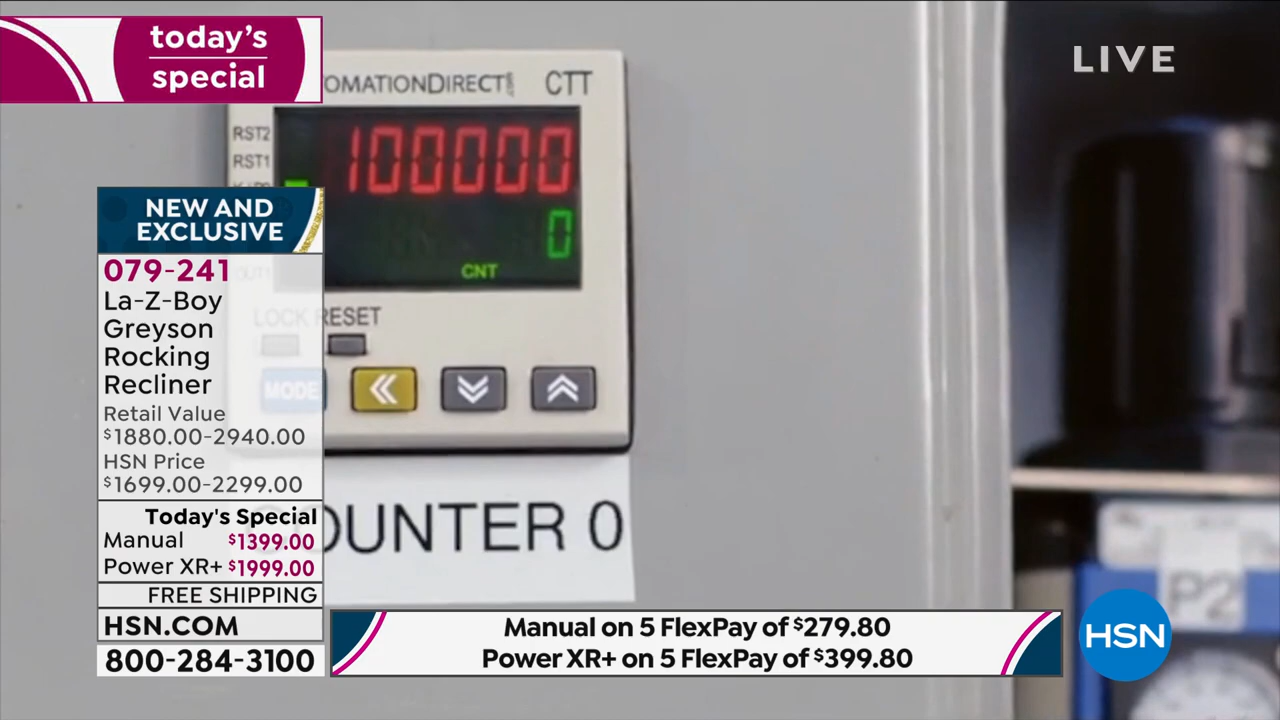 today's
special
LIVE
OMATIONDIRECT CTT
RST2
RST1
100000
0
CNT
LOCK RESET
MODE
COUNTER 0
P2
NEW AND
EXCLUSIVE
079-241
La-Z-Boy
Greyson
Rocking
Recliner
Retail Value
$1880.00-2940.00
HSN Price
$1699.00-2299.00
Today's Special
Manual $1399.00
Power XR+ $1999.00
FREE SHIPPING
HSN.COM
800-284-3100
Manual on 5 FlexPay of $279.80
Power XR+ on 5 FlexPay of $399.80
HSN